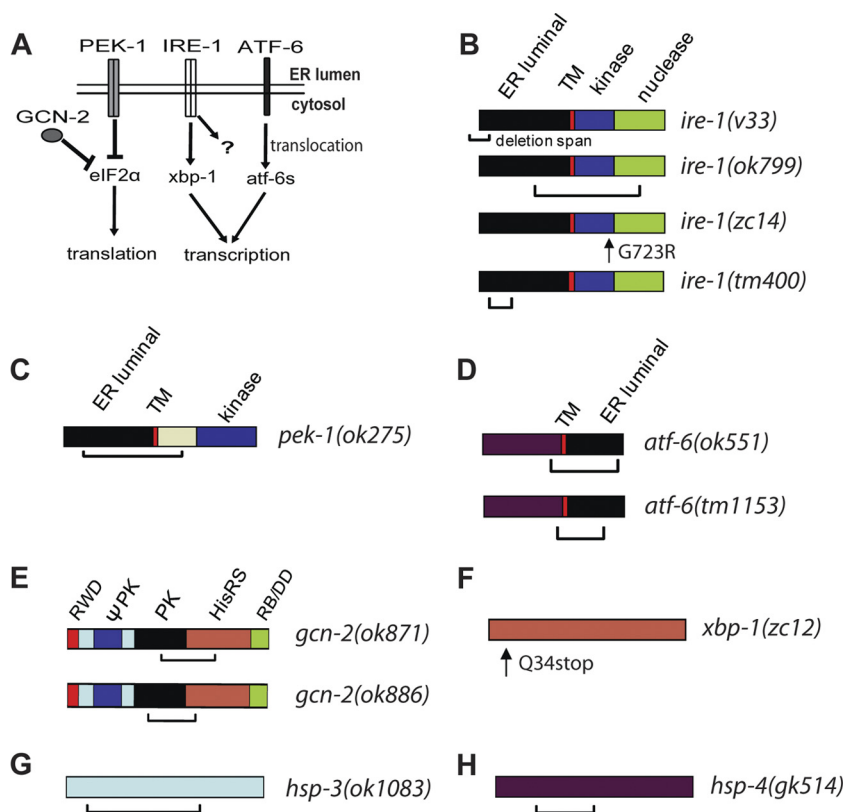 A
PEK-1 IRE-1 ATF-6
ER lumen
cytosol
GCN-2
?
translocation
eIF2α xbp-1 atf-6s
translation transcription
B
ER luminal TM kinase nuclease
ire-1(v33)
deletion span
ire-1(ok799)
ire-1(zc14)
G723R
ire-1(tm400)
C
ER luminal TM kinase
pek-1(ok275)
D
TM ER luminal
atf-6(ok551)
atf-6(tm1153)
E
RWD ΨPK PK HisRS RB/DD
gcn-2(ok871)
gcn-2(ok886)
F
xbp-1(zc12)
Q34stop
G
hsp-3(ok1083)
H
hsp-4(gk514)